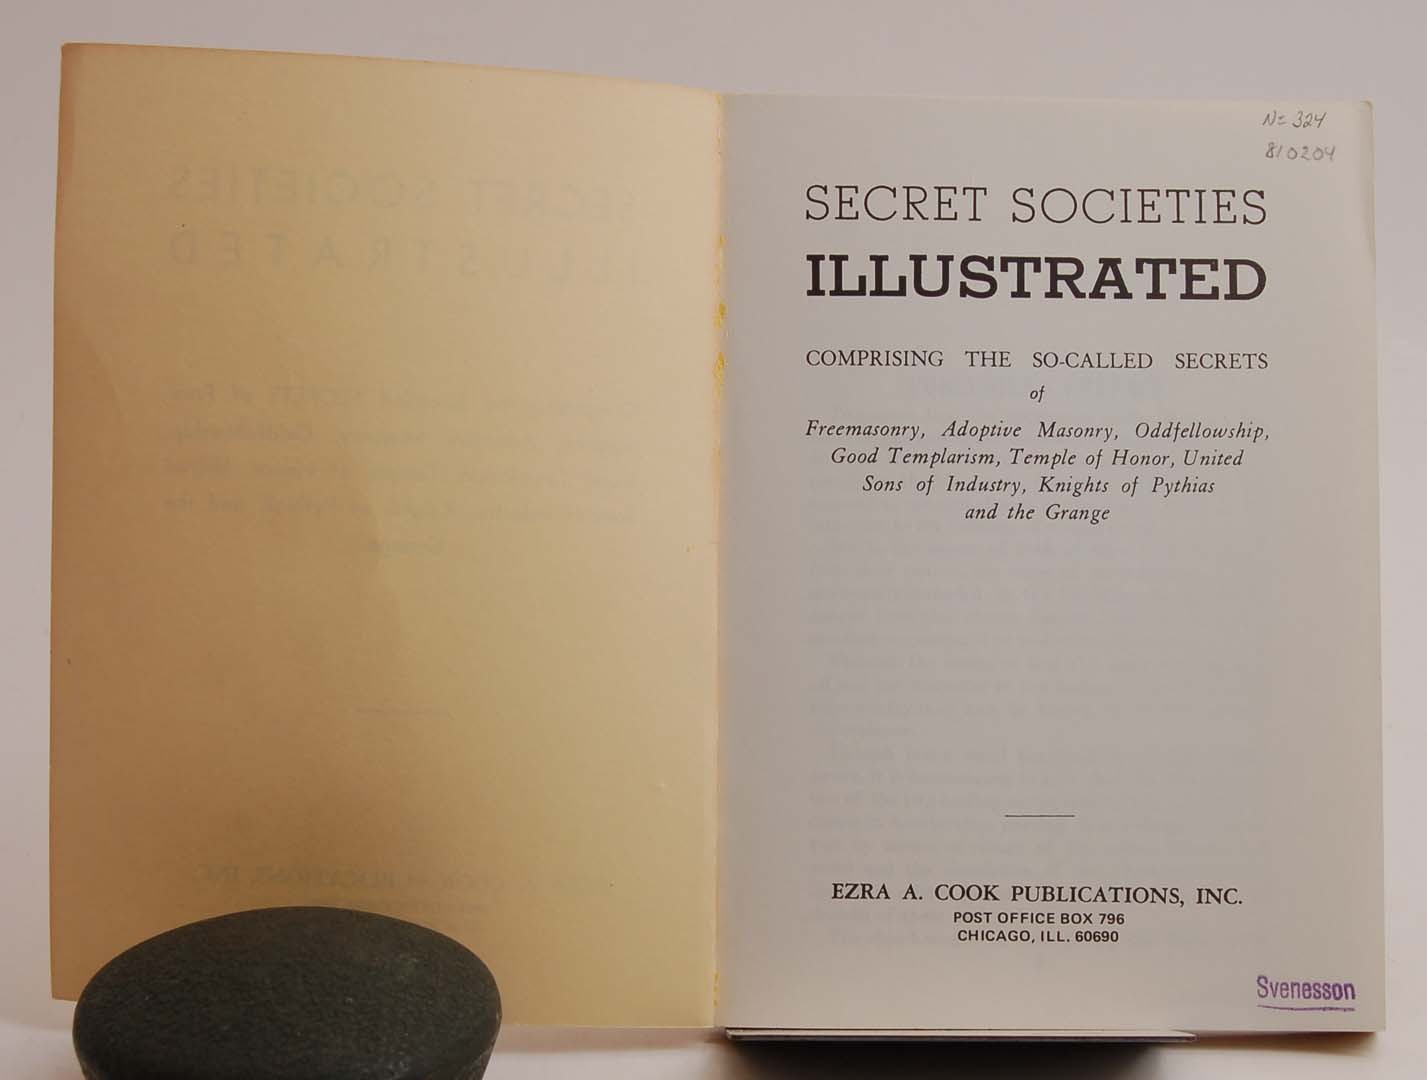 N= 324
810204
SECRET SOCIETIES
ILLUSTRATED
COMPRISING THE SO-CALLED SECRETS
of
Freemasonry, Adoptive Masonry, Oddfellowship,
Good Templarism, Temple of Honor, United
Sons of Industry, Knights of Pythias
and the Grange
EZRA A. COOK PUBLICATIONS, INC.
POST OFFICE BOX 796
CHICAGO, ILL. 60690
Svenesson